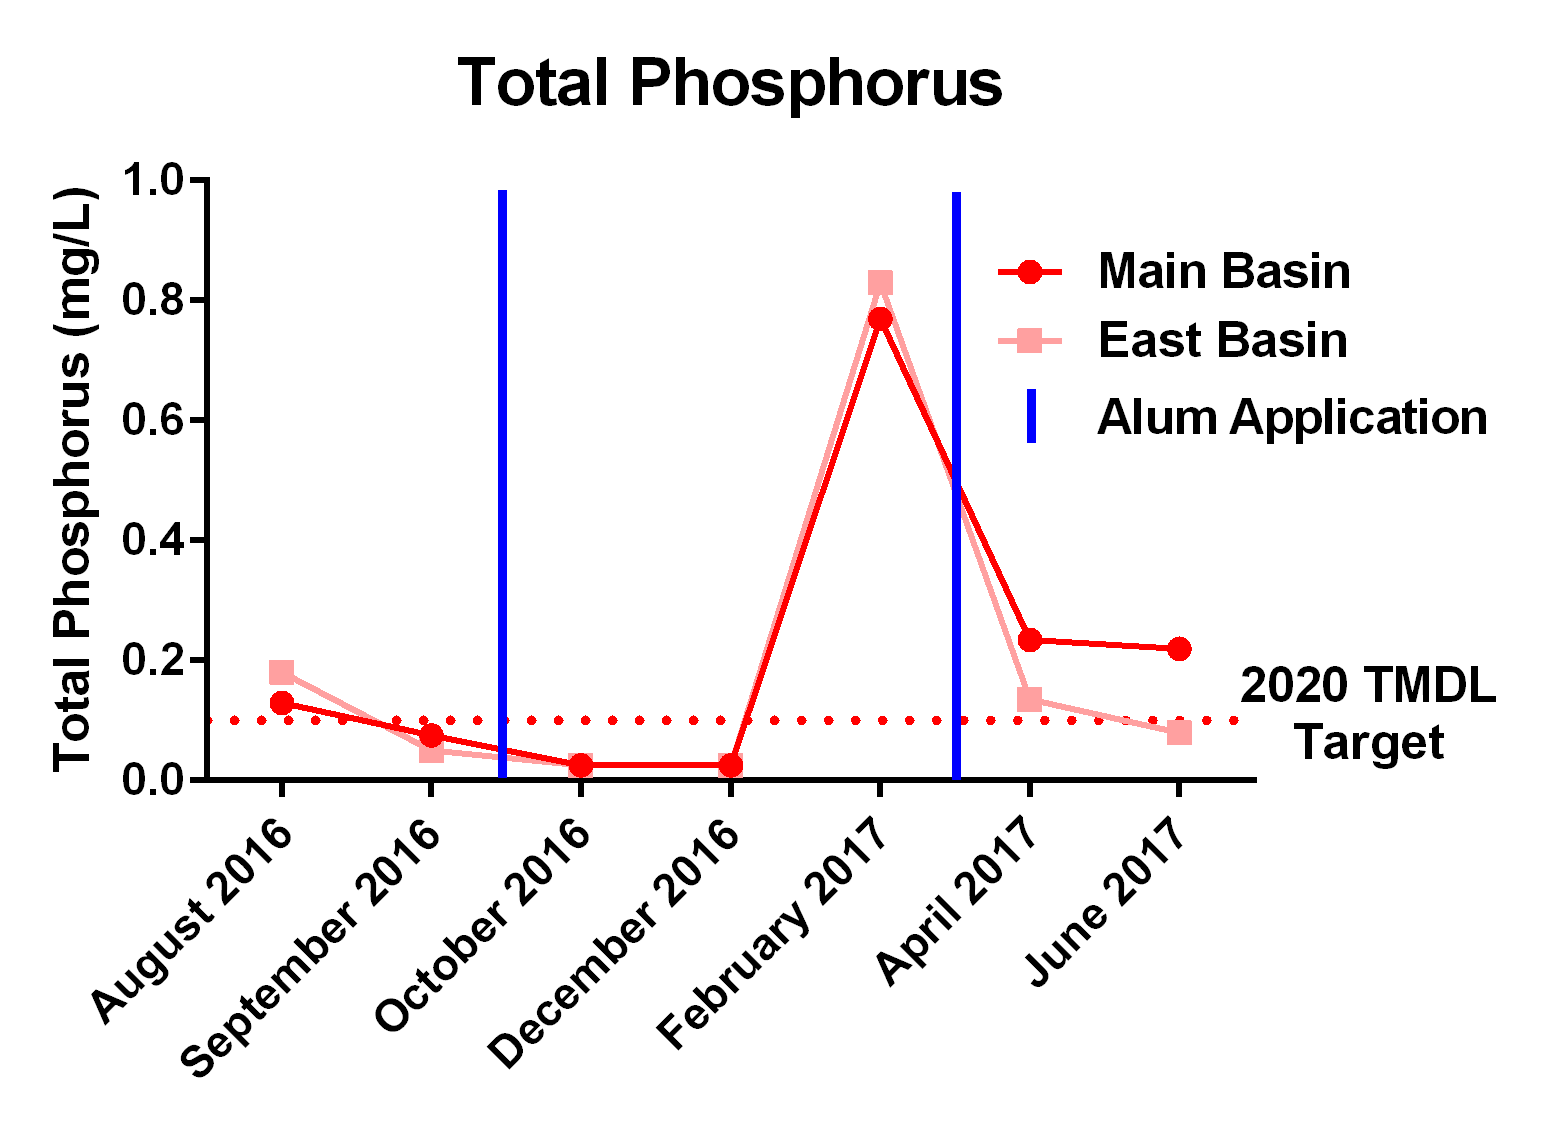 Total Phosphorus
Total Phosphorus (mg/L)
1.0
0.8
0.6
0.4
0.2
0.0
Main Basin
East Basin
Alum Application
2020 TMDL
Target
August 2016
September 2016
October 2016
December 2016
February 2017
April 2017
June 2017